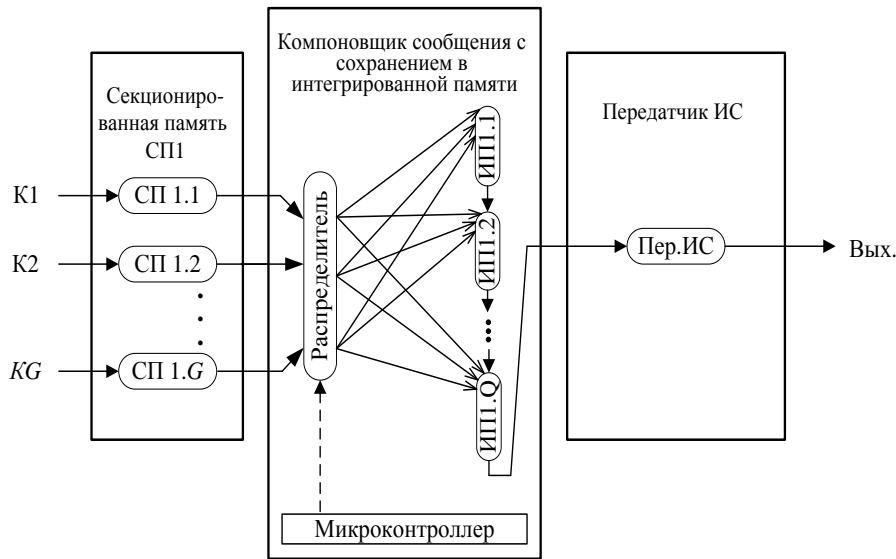 Компоновщик сообщения с
сохранением в
интегрированной памяти
Секциониро-
ванная память
СП1
Передатчик ИС
К1
СП 1.1
К2
СП 1.2
КG
СП 1.G
Распределитель
ИП1.1
ИП1.2
ИП1.Q
Пер.ИС
Вых.
Микроконтроллер